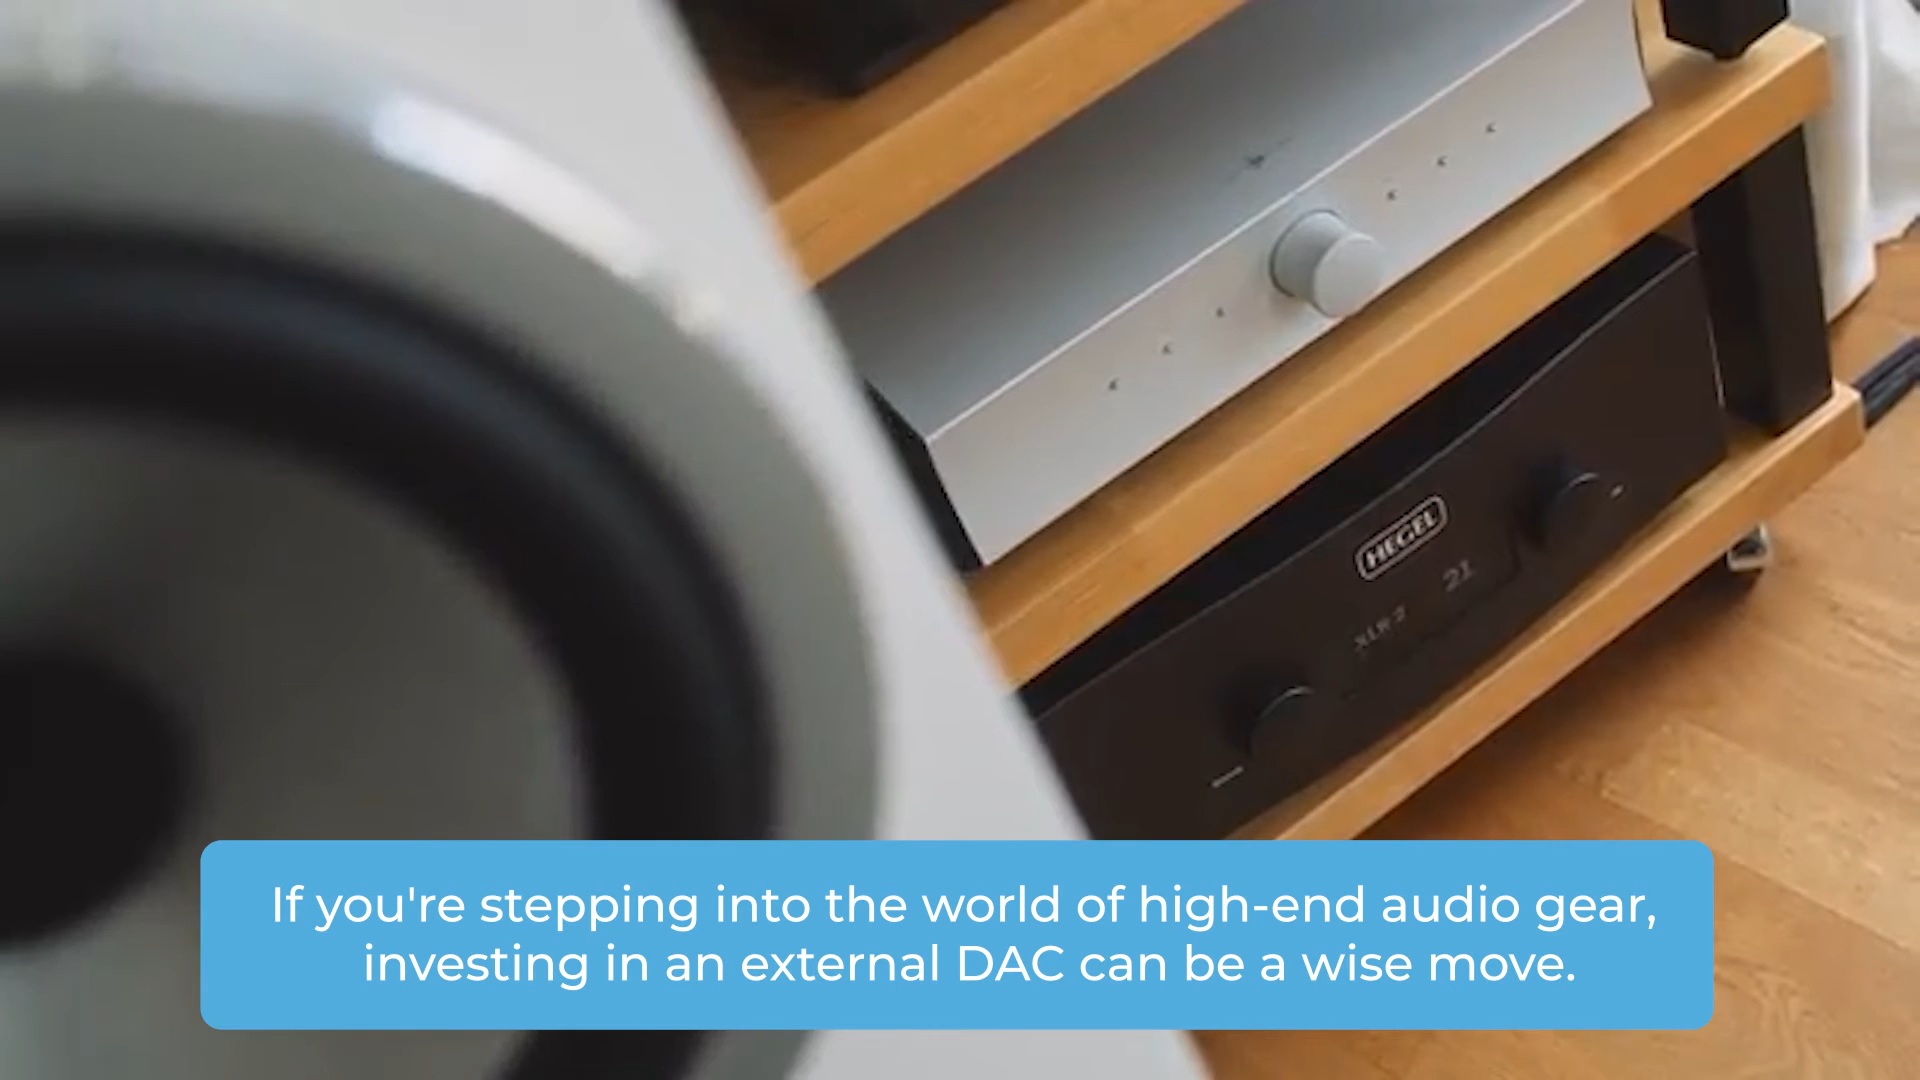 HEGEL
XLR-2 21
If you're stepping into the world of high-end audio gear,
investing in an external DAC can be a wise move.